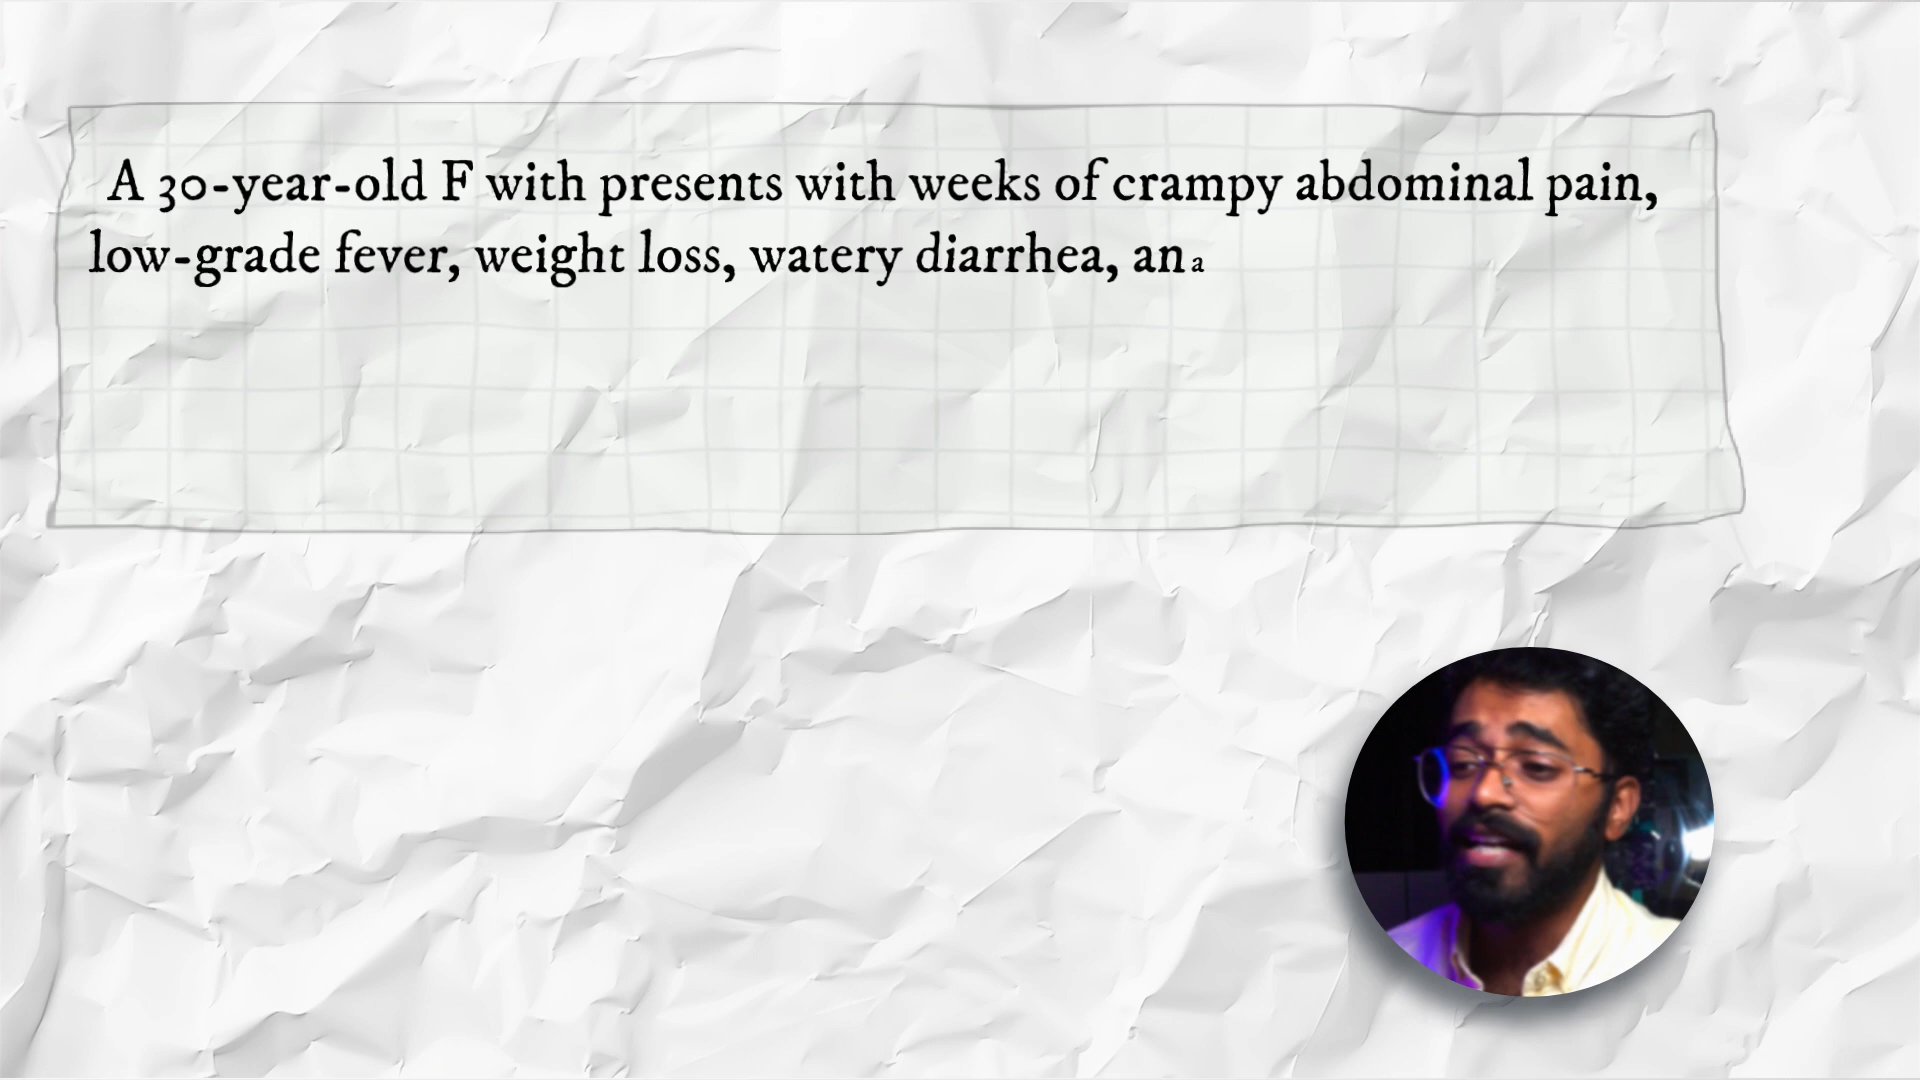 A 30-year-old F with presents with weeks of crampy abdominal pain,
low-grade fever, weight loss, watery diarrhea, an a